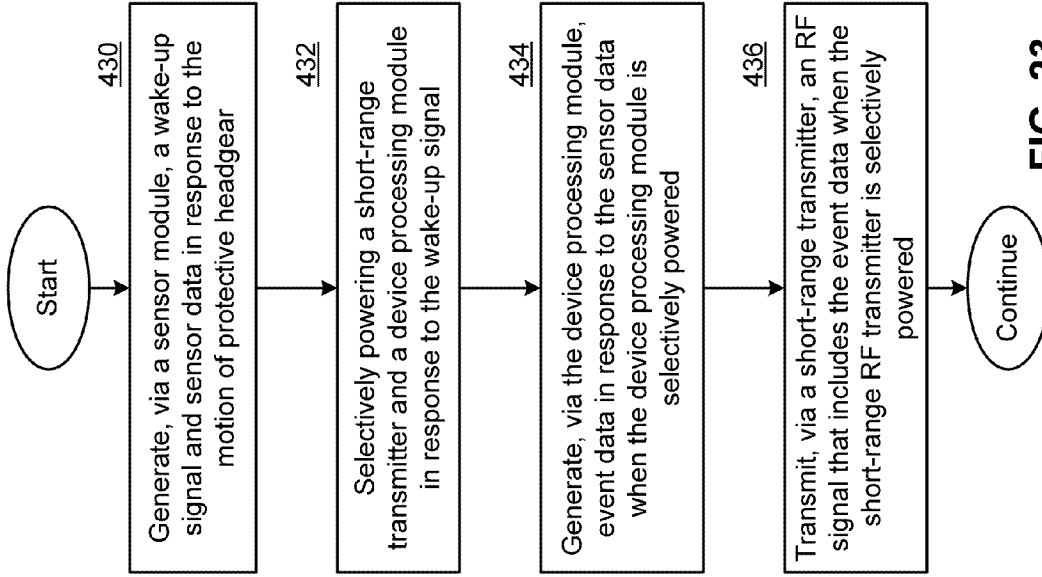 Start
430
Generate, via a sensor module, a wake-up
signal and sensor data in response to the
motion of protective headgear
432
Selectively powering a short-range
transmitter and a device processing module
in response to the wake-up signal
434
Generate, via the device processing module,
event data in response to the sensor data
when the device processing module is
selectively powered
436
Transmit, via a short-range transmitter, an RF
signal that includes the event data when the
short-range RF transmitter is selectively
powered
Continue